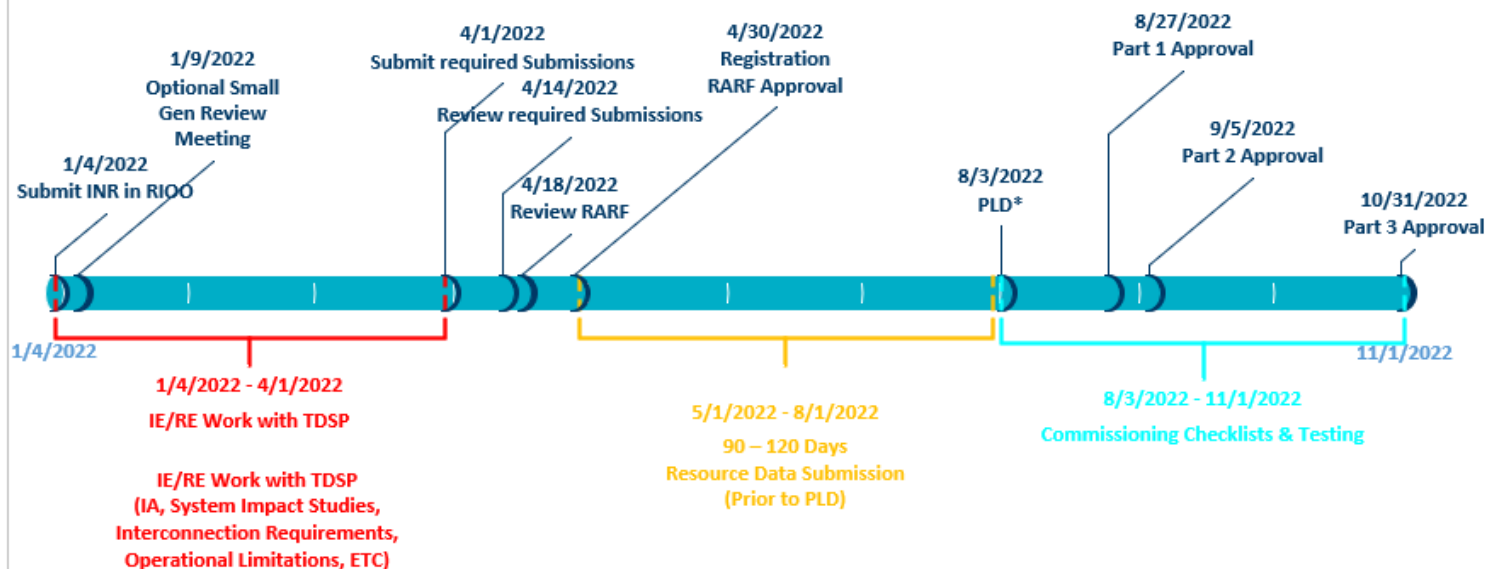 1/4/2022
Submit INR in RIOO
1/9/2022
Optional Small
Gen Review
Meeting
4/1/2022
Submit required Submissions
4/14/2022
Review required Submissions
4/18/2022
Review RARF
4/30/2022
Registration
RARF Approval
8/3/2022
PLD*
8/27/2022
Part 1 Approval
9/5/2022
Part 2 Approval
10/31/2022
Part 3 Approval
1/4/2022
11/1/2022
1/4/2022 - 4/1/2022
IE/RE Work with TDSP
IE/RE Work with TDSP
(IA, System Impact Studies,
Interconnection Requirements,
Operational Limitations, ETC)
5/1/2022 - 8/1/2022
90 – 120 Days
Resource Data Submission
(Prior to PLD)
8/3/2022 - 11/1/2022
Commissioning Checklists & Testing